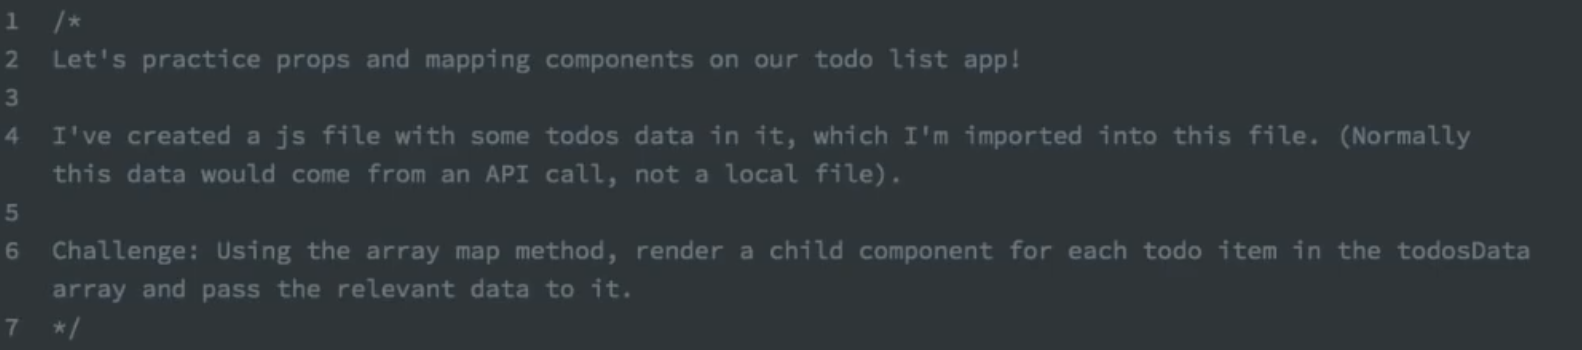 1 /*
2 Let's practice props and mapping components on our todo list app!
3
4 I've created a js file with some todos data in it, which I'm imported into this file. (Normally
this data would come from an API call, not a local file).
5
6 Challenge: Using the array map method, render a child component for each todo item in the todosData
array and pass the relevant data to it.
7 */